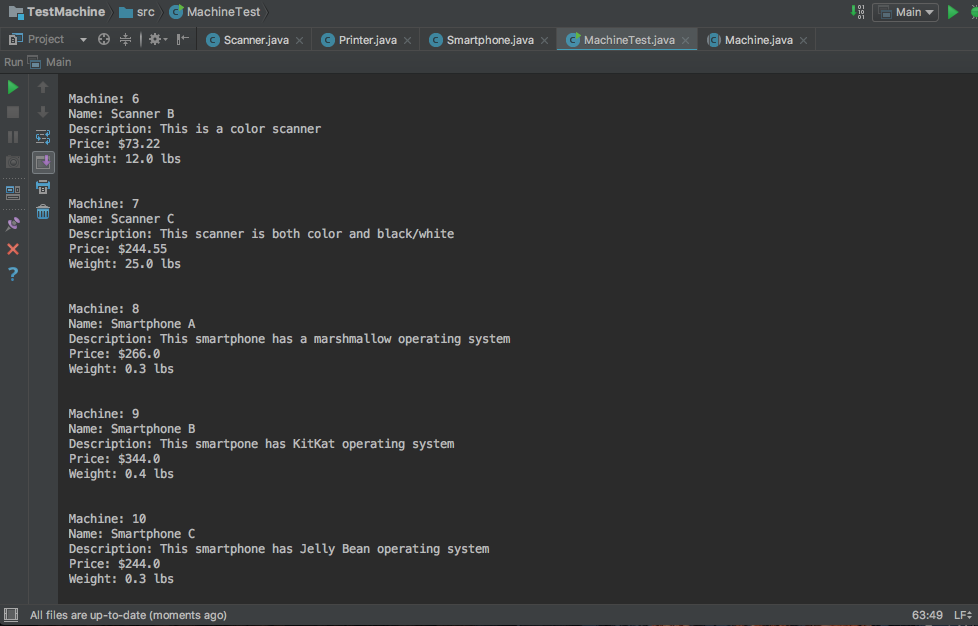 TestMachine src MachineTest Main
Project Scanner.java Printer.java Smartphone.java MachineTest.java Machine.java
Run Main
Machine: 6
Name: Scanner B
Description: This is a color scanner
Price: $73.22
Weight: 12.0 lbs
Machine: 7
Name: Scanner C
Description: This scanner is both color and black/white
Price: $244.55
Weight: 25.0 lbs
Machine: 8
Name: Smartphone A
Description: This smartphone has a marshmallow operating system
Price: $266.0
Weight: 0.3 lbs
Machine: 9
Name: Smartphone B
Description: This smartpone has KitKat operating system
Price: $344.0
Weight: 0.4 lbs
Machine: 10
Name: Smartphone C
Description: This smartphone has Jelly Bean operating system
Price: $244.0
Weight: 0.3 lbs
All files are up-to-date (moments ago) 63:49 LF